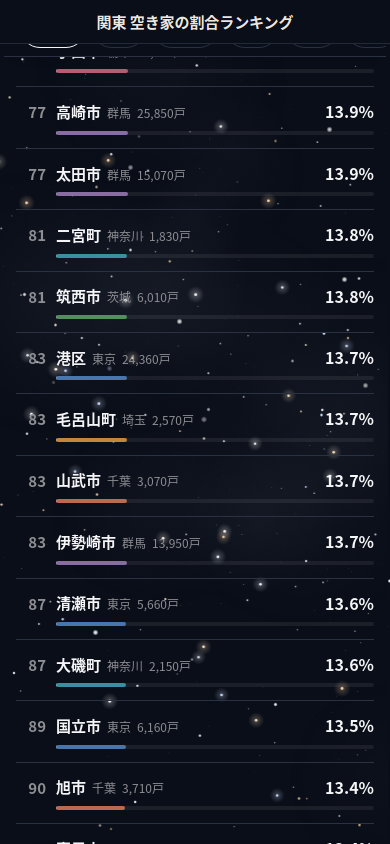 関東 空き家の割合ランキング
77 高崎市 群馬 25,850戸 13.9%
77 太田市 群馬 15,070戸 13.9%
81 二宮町 神奈川 1,830戸 13.8%
81 筑西市 茨城 6,010戸 13.8%
83 港区 東京 24,360戸 13.7%
83 毛呂山町 埼玉 2,570戸 13.7%
83 山武市 千葉 3,070戸 13.7%
83 伊勢崎市 群馬 13,950戸 13.7%
87 清瀬市 東京 5,660戸 13.6%
87 大磯町 神奈川 2,150戸 13.6%
89 国立市 東京 6,160戸 13.5%
90 旭市 千葉 3,710戸 13.4%